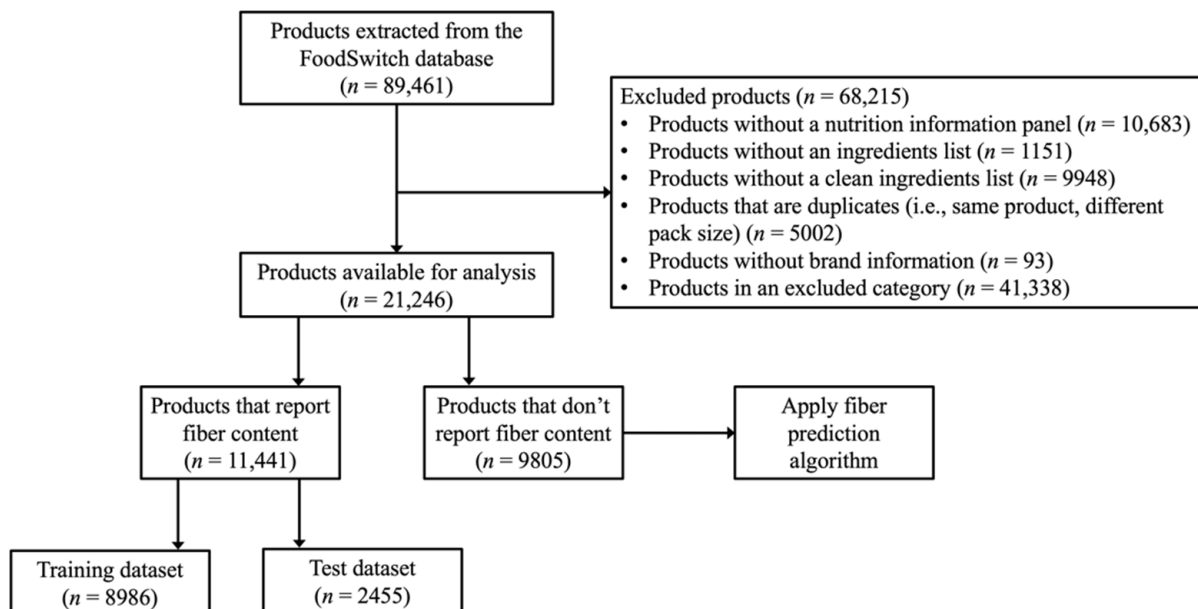 Products extracted from the
FoodSwitch database
(n = 89,461)
Excluded products (n = 68,215)
• Products without a nutrition information panel (n = 10,683)
• Products without an ingredients list (n = 1151)
• Products without a clean ingredients list (n = 9948)
• Products that are duplicates (i.e., same product, different
pack size) (n = 5002)
• Products without brand information (n = 93)
• Products in an excluded category (n = 41,338)
Products available for analysis
(n = 21,246)
Products that report
fiber content
(n = 11,441)
Products that don’t
report fiber content
(n = 9805)
Apply fiber
prediction
algorithm
Training dataset
(n = 8986)
Test dataset
(n = 2455)